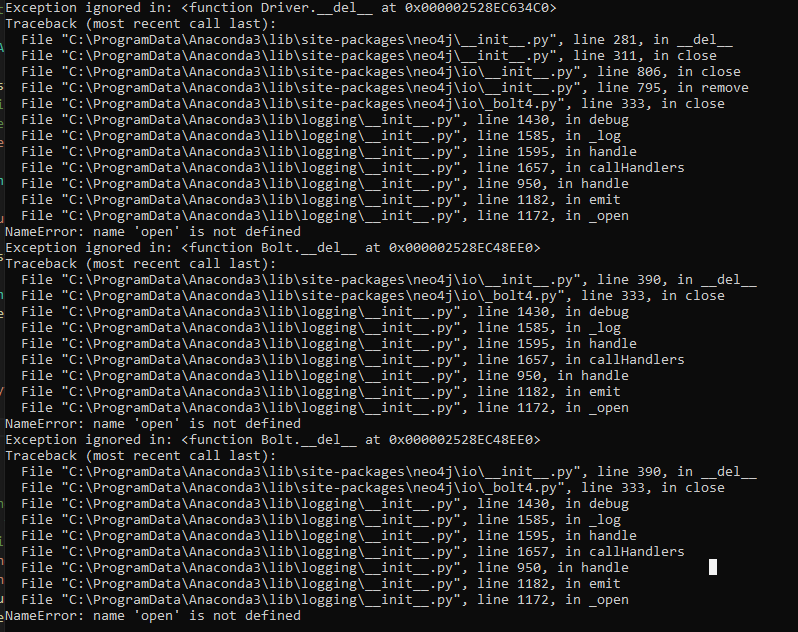 Exception ignored in: <function Driver.__del__ at 0x000002528EC634C0>
Traceback (most recent call last):
  File "C:\ProgramData\Anaconda3\lib\site-packages\neo4j\__init__.py", line 281, in __del__
  File "C:\ProgramData\Anaconda3\lib\site-packages\neo4j\__init__.py", line 311, in close
  File "C:\ProgramData\Anaconda3\lib\site-packages\neo4j\io\__init__.py", line 806, in close
  File "C:\ProgramData\Anaconda3\lib\site-packages\neo4j\io\__init__.py", line 795, in remove
  File "C:\ProgramData\Anaconda3\lib\site-packages\neo4j\io\_bolt4.py", line 333, in close
  File "C:\ProgramData\Anaconda3\lib\logging\__init__.py", line 1430, in debug
  File "C:\ProgramData\Anaconda3\lib\logging\__init__.py", line 1585, in _log
  File "C:\ProgramData\Anaconda3\lib\logging\__init__.py", line 1595, in handle
  File "C:\ProgramData\Anaconda3\lib\logging\__init__.py", line 1657, in callHandlers
  File "C:\ProgramData\Anaconda3\lib\logging\__init__.py", line 950, in handle
  File "C:\ProgramData\Anaconda3\lib\logging\__init__.py", line 1182, in emit
  File "C:\ProgramData\Anaconda3\lib\logging\__init__.py", line 1172, in _open
NameError: name 'open' is not defined
Exception ignored in: <function Bolt.__del__ at 0x000002528EC48EE0>
Traceback (most recent call last):
  File "C:\ProgramData\Anaconda3\lib\site-packages\neo4j\io\__init__.py", line 390, in __del__
  File "C:\ProgramData\Anaconda3\lib\site-packages\neo4j\io\_bolt4.py", line 333, in close
  File "C:\ProgramData\Anaconda3\lib\logging\__init__.py", line 1430, in debug
  File "C:\ProgramData\Anaconda3\lib\logging\__init__.py", line 1585, in _log
  File "C:\ProgramData\Anaconda3\lib\logging\__init__.py", line 1595, in handle
  File "C:\ProgramData\Anaconda3\lib\logging\__init__.py", line 1657, in callHandlers
  File "C:\ProgramData\Anaconda3\lib\logging\__init__.py", line 950, in handle
  File "C:\ProgramData\Anaconda3\lib\logging\__init__.py", line 1182, in emit
  File "C:\ProgramData\Anaconda3\lib\logging\__init__.py", line 1172, in _open
NameError: name 'open' is not defined
Exception ignored in: <function Bolt.__del__ at 0x000002528EC48EE0>
Traceback (most recent call last):
  File "C:\ProgramData\Anaconda3\lib\site-packages\neo4j\io\__init__.py", line 390, in __del__
  File "C:\ProgramData\Anaconda3\lib\site-packages\neo4j\io\_bolt4.py", line 333, in close
  File "C:\ProgramData\Anaconda3\lib\logging\__init__.py", line 1430, in debug
  File "C:\ProgramData\Anaconda3\lib\logging\__init__.py", line 1585, in _log
  File "C:\ProgramData\Anaconda3\lib\logging\__init__.py", line 1595, in handle
  File "C:\ProgramData\Anaconda3\lib\logging\__init__.py", line 1657, in callHandlers
  File "C:\ProgramData\Anaconda3\lib\logging\__init__.py", line 950, in handle
  File "C:\ProgramData\Anaconda3\lib\logging\__init__.py", line 1182, in emit
  File "C:\ProgramData\Anaconda3\lib\logging\__init__.py", line 1172, in _open
NameError: name 'open' is not defined